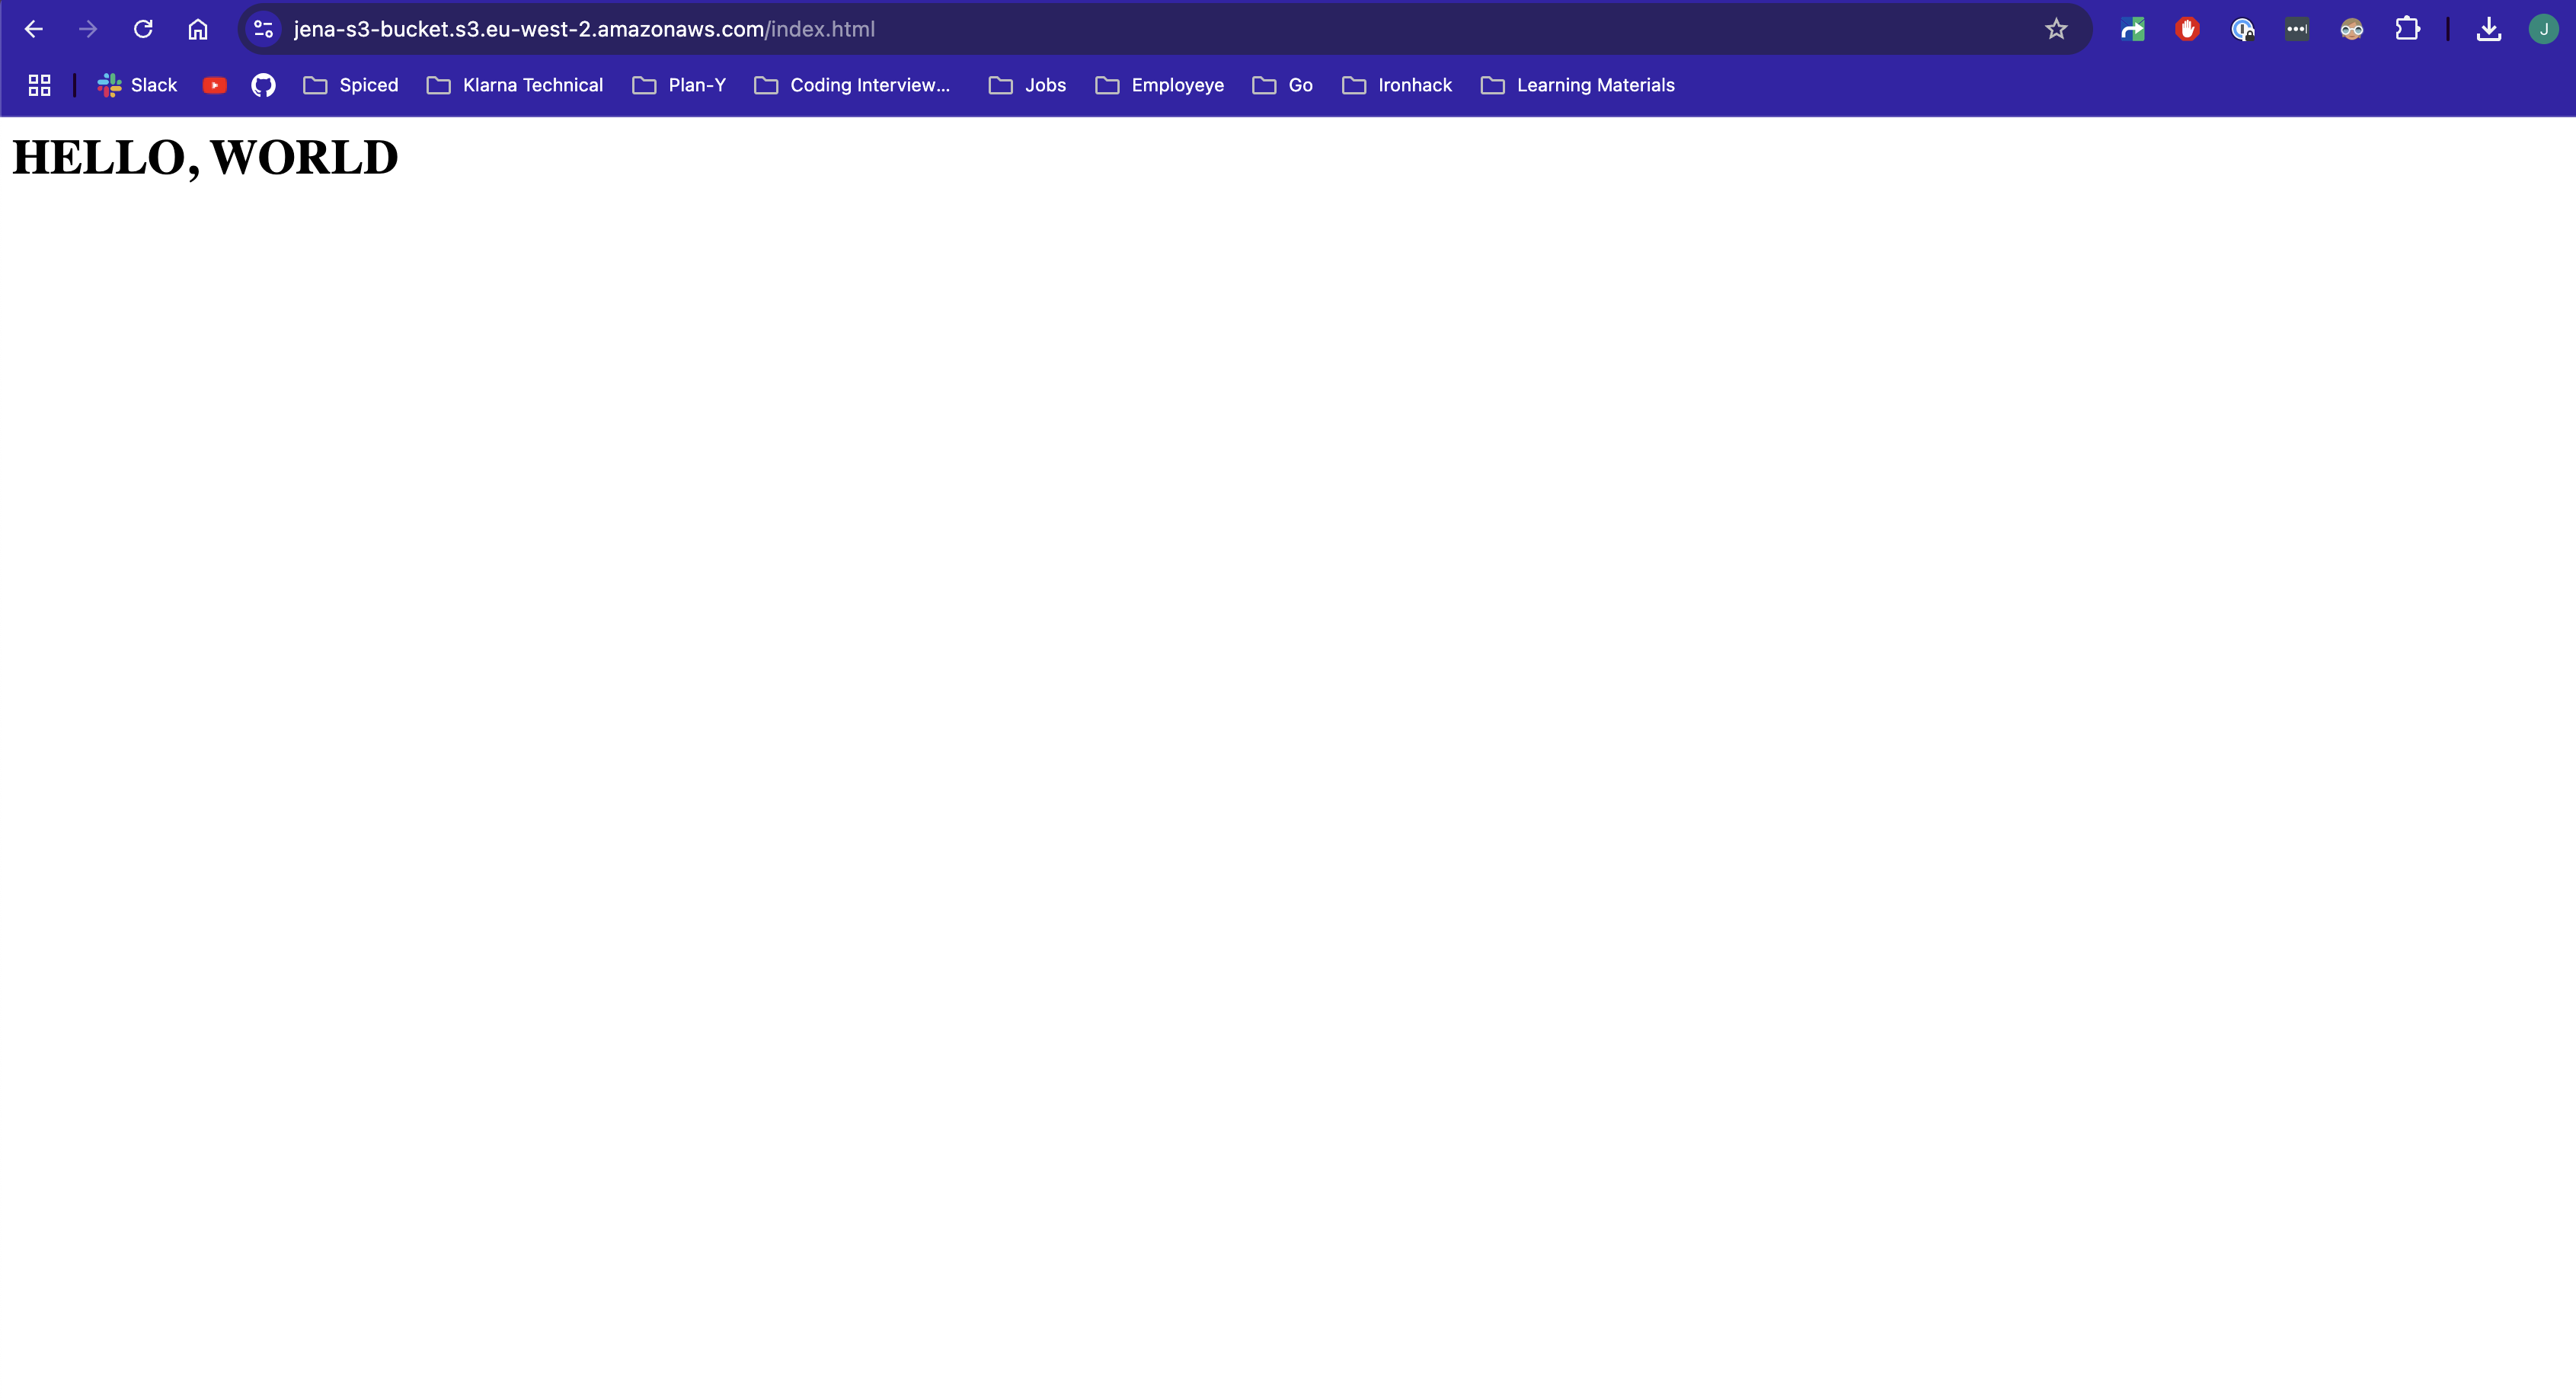 jena-s3-bucket.s3.eu-west-2.amazonaws.com/index.html
J
Slack Spiced Klarna Technical Plan-Y Coding Interview... Jobs Employeye Go Ironhack Learning Materials
HELLO, WORLD